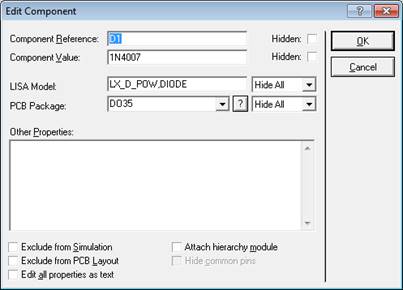 Edit Component
Component Reference: D1 Hidden: OK
Component Value: 1N4007 Hidden:
Cancel
LISA Model: LX_D_POW,DIODE Hide All
PCB Package: DO35 ? Hide All
Other Properties:
Exclude from Simulation Attach hierarchy module
Exclude from PCB Layout Hide common pins
Edit all properties as text